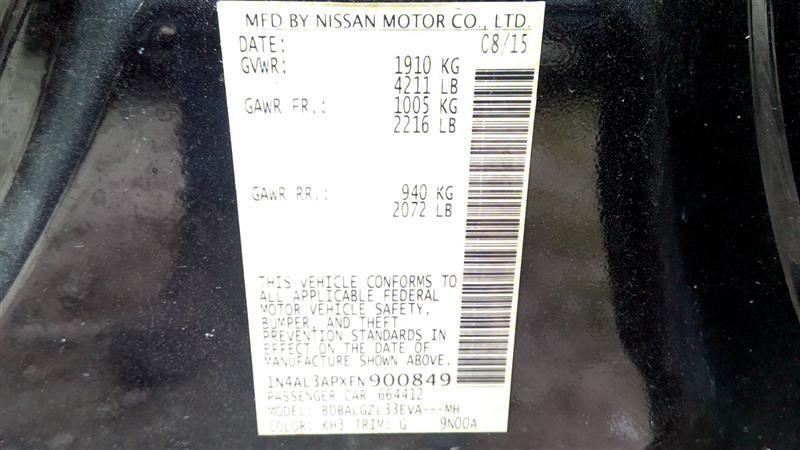 MFD BY NISSAN MOTOR CO., LTD.
DATE: 08/15
GVWR: 1910 KG
4211 LB
GAWR FR.: 1005 KG
2216 LB
GAWR RR.: 940 KG
2072 LB
THIS VEHICLE CONFORMS TO
ALL APPLICABLE FEDERAL
MOTOR VEHICLE SAFETY,
BUMPER, AND THEFT
PREVENTION STANDARDS IN
EFFECT ON THE DATE OF
MANUFACTURE SHOWN ABOVE.
1N4AL3APXFN900849
PASSENGER CAR 664412
MODEL: BDBALGZL33EVA---MH
COLOR: KH3 TRIM: G 9N00A